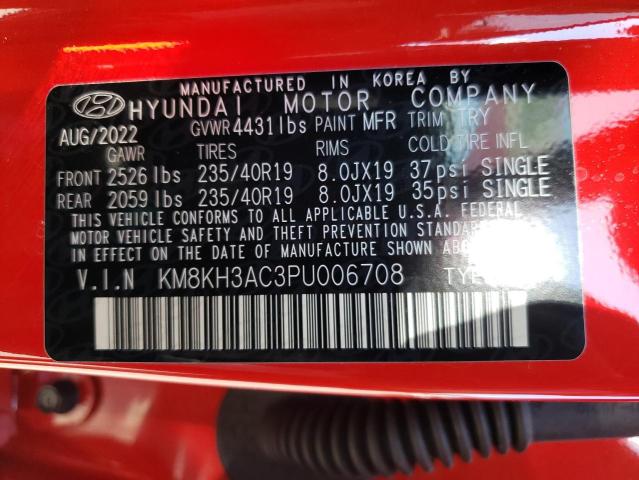 MANUFACTURED IN KOREA BY
HYUNDAI MOTOR COMPANY
AUG/2022 GVWR 4431lbs PAINT MFR TRIM TRY
GAWR TIRES RIMS COLD TIRE INFL
FRONT 2526 lbs 235/40R19 8.0JX19 37psi SINGLE
REAR 2059 lbs 235/40R19 8.0JX19 35psi SINGLE
THIS VEHICLE CONFORMS TO ALL APPLICABLE U.S.A. FEDERAL
MOTOR VEHICLE SAFETY AND THEFT PREVENTION STANDARDS
IN EFFECT ON THE DATE OF MANUFACTURE SHOWN ABOVE.
V.I.N KM8KH3AC3PU006708